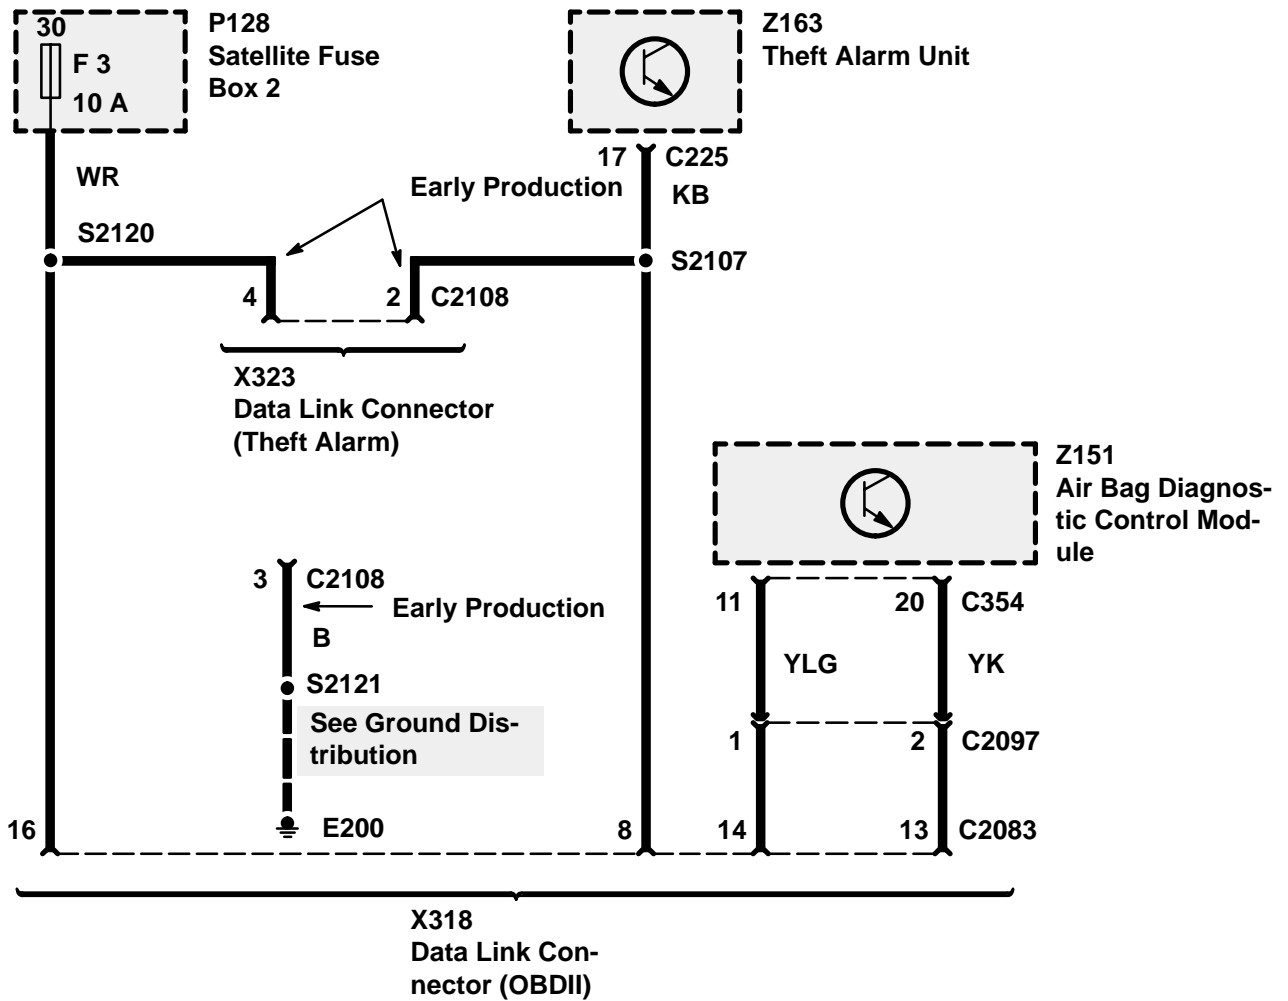 30
F 3
10 A
P128
Satellite Fuse
Box 2
Z163
Theft Alarm Unit
17
C225
WR
Early Production
KB
S2120
S2107
4
2
C2108
X323
Data Link Connector
(Theft Alarm)
Z151
Air Bag Diagnos-
tic Control Mod-
ule
3
C2108
11
20
C354
Early Production
B
YLG
YK
S2121
See Ground Dis-
tribution
1
2
C2097
16
E200
8
14
13
C2083
X318
Data Link Con-
nector (OBDII)